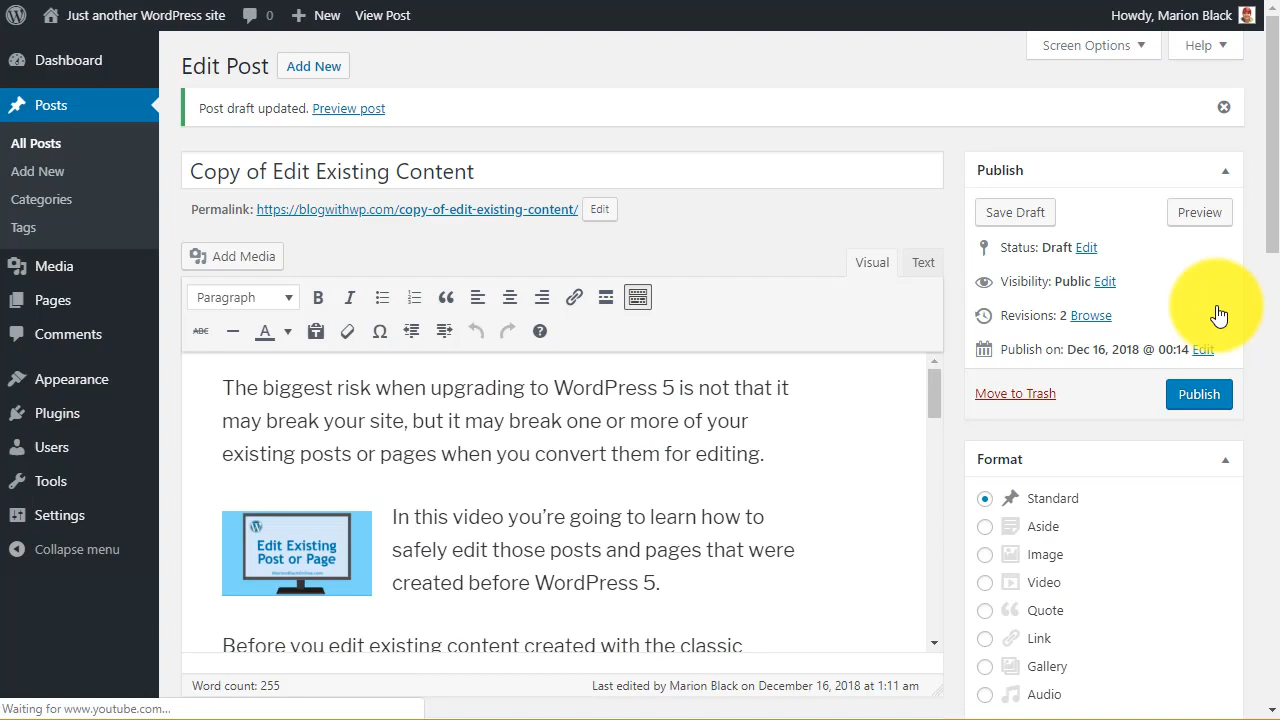 Just another WordPress site
0
New
View Post
Howdy, Marion Black
Dashboard
Posts
All Posts
Add New
Categories
Tags
Media
Pages
Comments
Appearance
Plugins
Users
Tools
Settings
Collapse menu
Screen Options
Help
Edit Post
Add New
Post draft updated. Preview post
Copy of Edit Existing Content
Permalink: https://blogwithwp.com/copy-of-edit-existing-content/
Edit
Add Media
Visual
Text
Paragraph
B
I
ABC
A
The biggest risk when upgrading to WordPress 5 is not that it
may break your site, but it may break one or more of your
existing posts or pages when you convert them for editing.
Edit Existing
Post or Page
In this video you’re going to learn how to
safely edit those posts and pages that were
created before WordPress 5.
Before you edit existing content created with the classic
Word count: 255
Last edited by Marion Black on December 16, 2018 at 1:11 am
Publish
Save Draft
Preview
Status: Draft Edit
Visibility: Public Edit
Revisions: 2 Browse
Publish on: Dec 16, 2018 @ 00:14 Edit
Move to Trash
Publish
Format
Standard
Aside
Image
Video
Quote
Link
Gallery
Audio
Waiting for www.youtube.com...